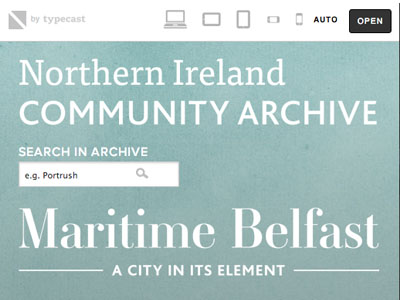 by typecast
AUTO
OPEN
Northern Ireland
COMMUNITY ARCHIVE
SEARCH IN ARCHIVE
e.g. Portrush
Maritime Belfast
A CITY IN ITS ELEMENT